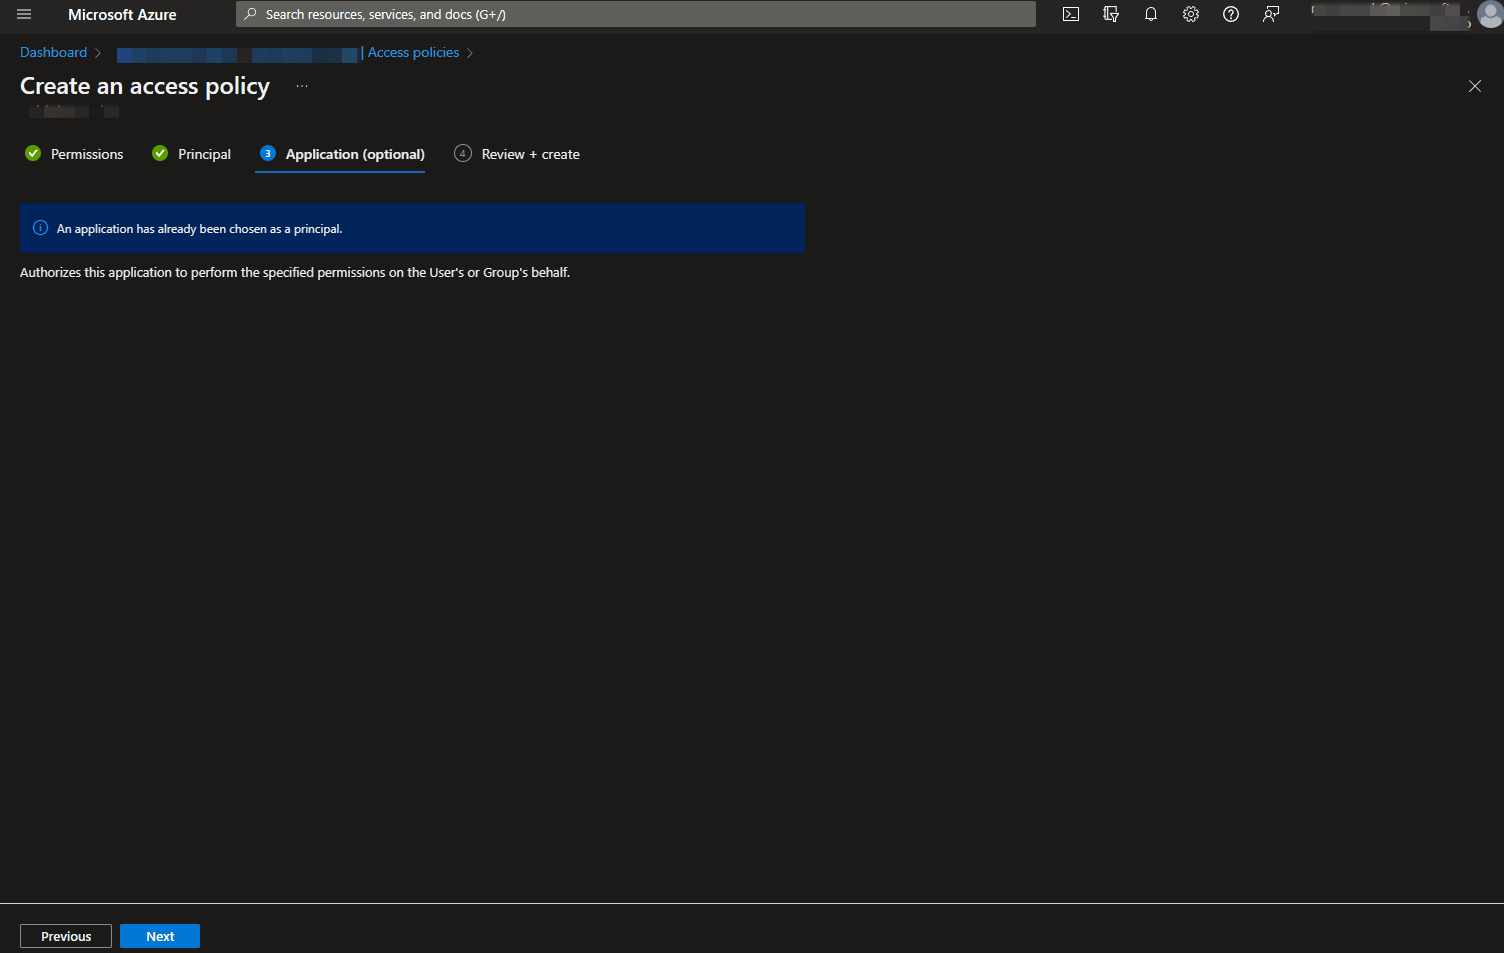 Microsoft Azure
Search resources, services, and docs (G+/)
Dashboard > | Access policies >
Create an access policy ...
Permissions Principal 3 Application (optional) 4 Review + create
An application has already been chosen as a principal.
Authorizes this application to perform the specified permissions on the User's or Group's behalf.
Previous Next